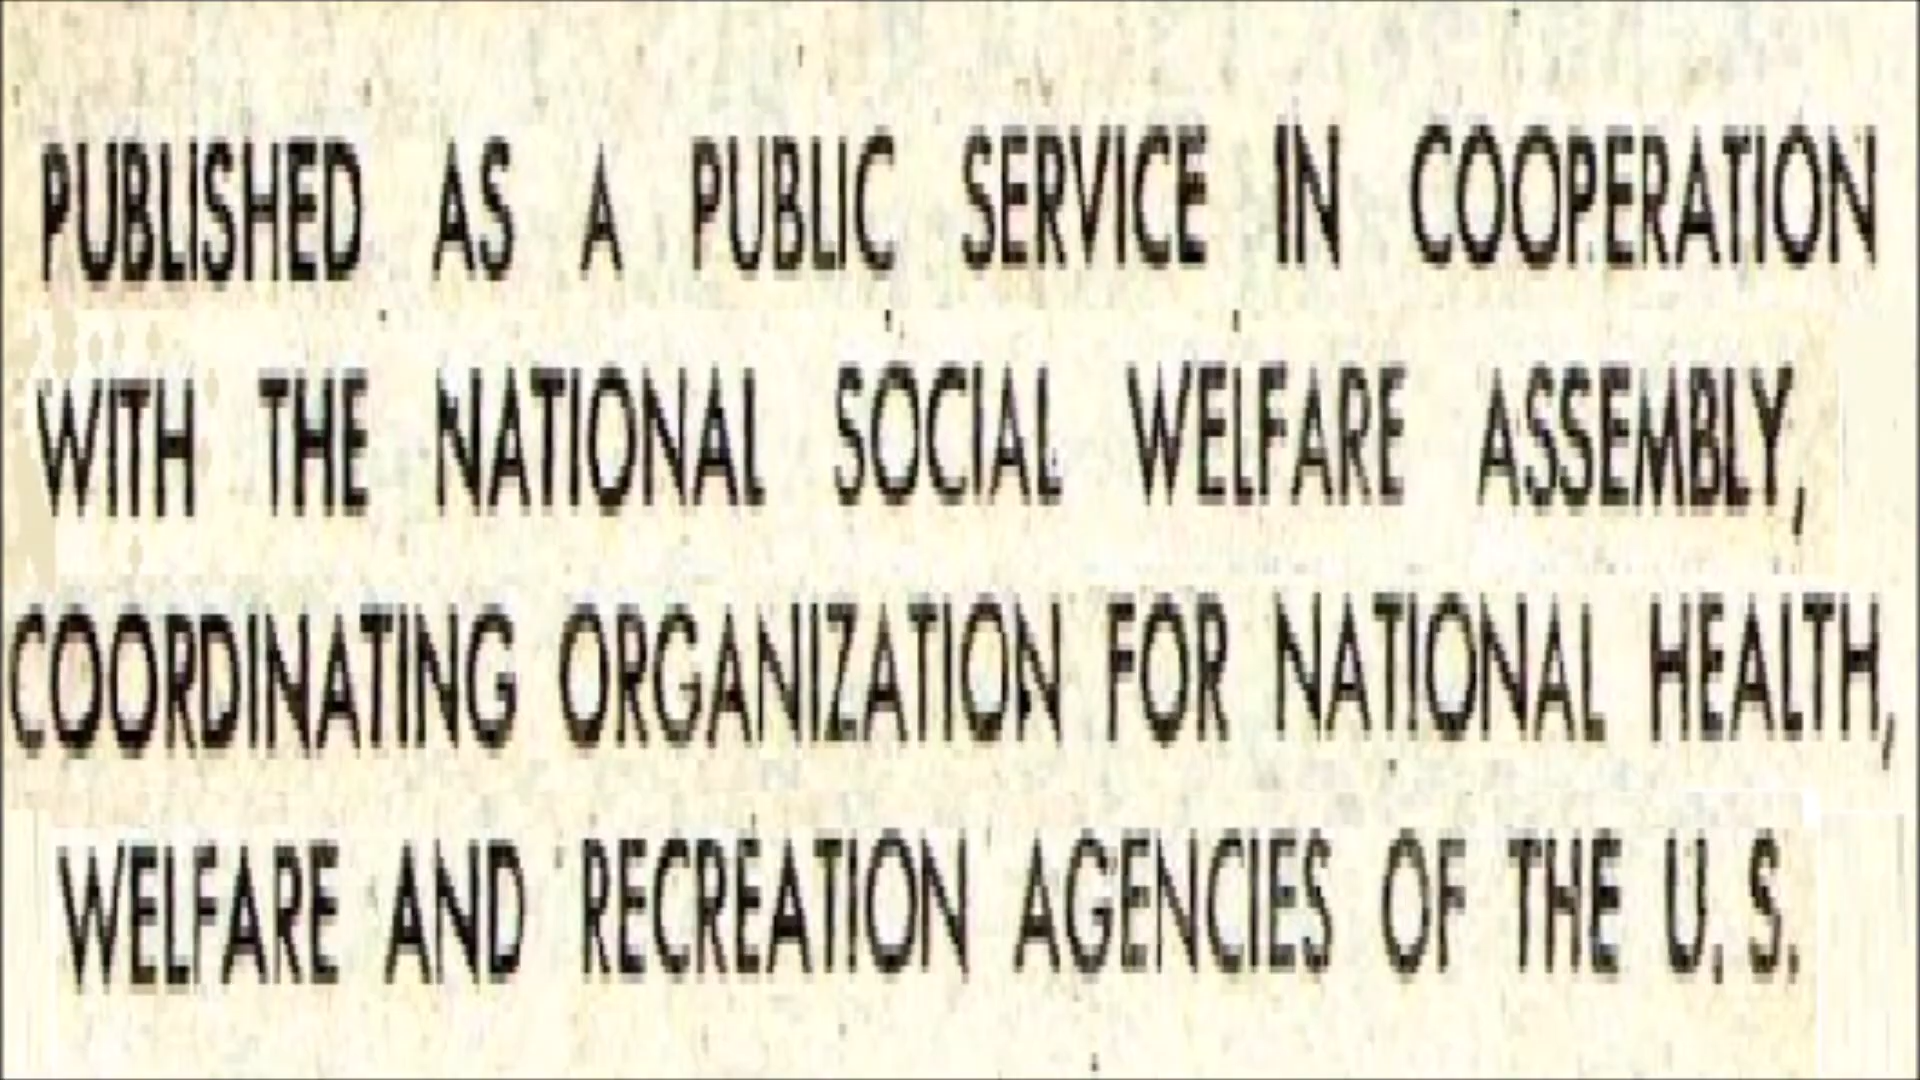 PUBLISHED AS A PUBLIC SERVICE IN COOPERATION
WITH THE NATIONAL SOCIAL WELFARE ASSEMBLY,
COORDINATING ORGANIZATION FOR NATIONAL HEALTH,
WELFARE AND RECREATION AGENCIES OF THE U.S.